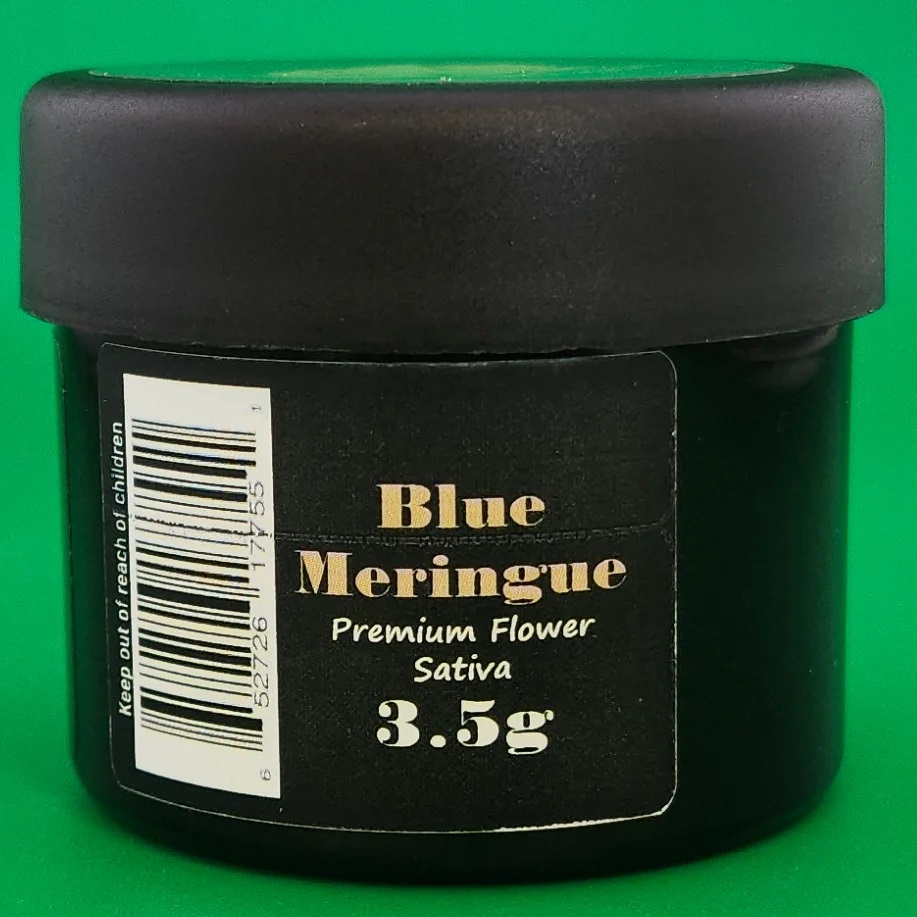 Keep out of reach of children
6 52726 17755 1
Blue
Meringue
Premium Flower
Sativa
3.5g